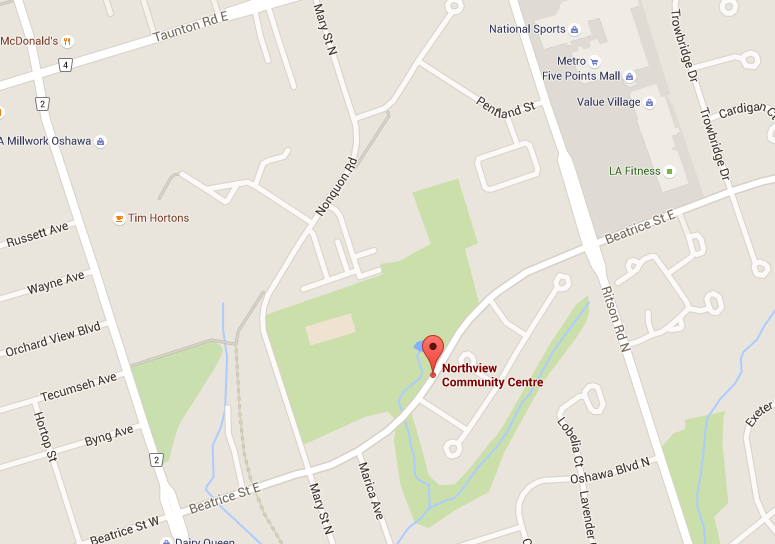 Taunton Rd E
Mary St N
McDonald's
4
2
National Sports
Metro
Five Points Mall
Value Village
Trowbridge Dr
Pentland St
Cardigan C
Trowbridge Dr
A Millwork Oshawa
LA Fitness
Nonquon Rd
Tim Hortons
Russett Ave
Beatrice St E
Wayne Ave
Ritson Rd N
Orchard View Blvd
Northview
Community Centre
Tecumseh Ave
Hortop St
Byng Ave
Exeter
Lobelia Ct
2
Oshawa Blvd N
Beatrice St E
Marica Ave
Mary St N
Lavender
Beatrice St W
Dairy Queen